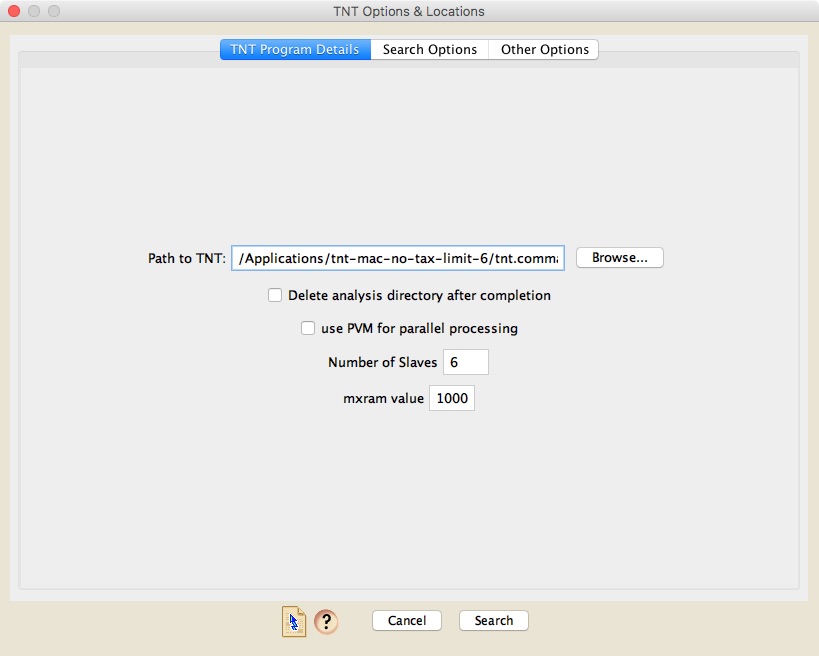 TNT Options & Locations
TNT Program Details Search Options Other Options
Path to TNT: /Applications/tnt-mac-no-tax-limit-6/tnt.comma Browse...
Delete analysis directory after completion
use PVM for parallel processing
Number of Slaves 6
mxram value 1000
? Cancel Search